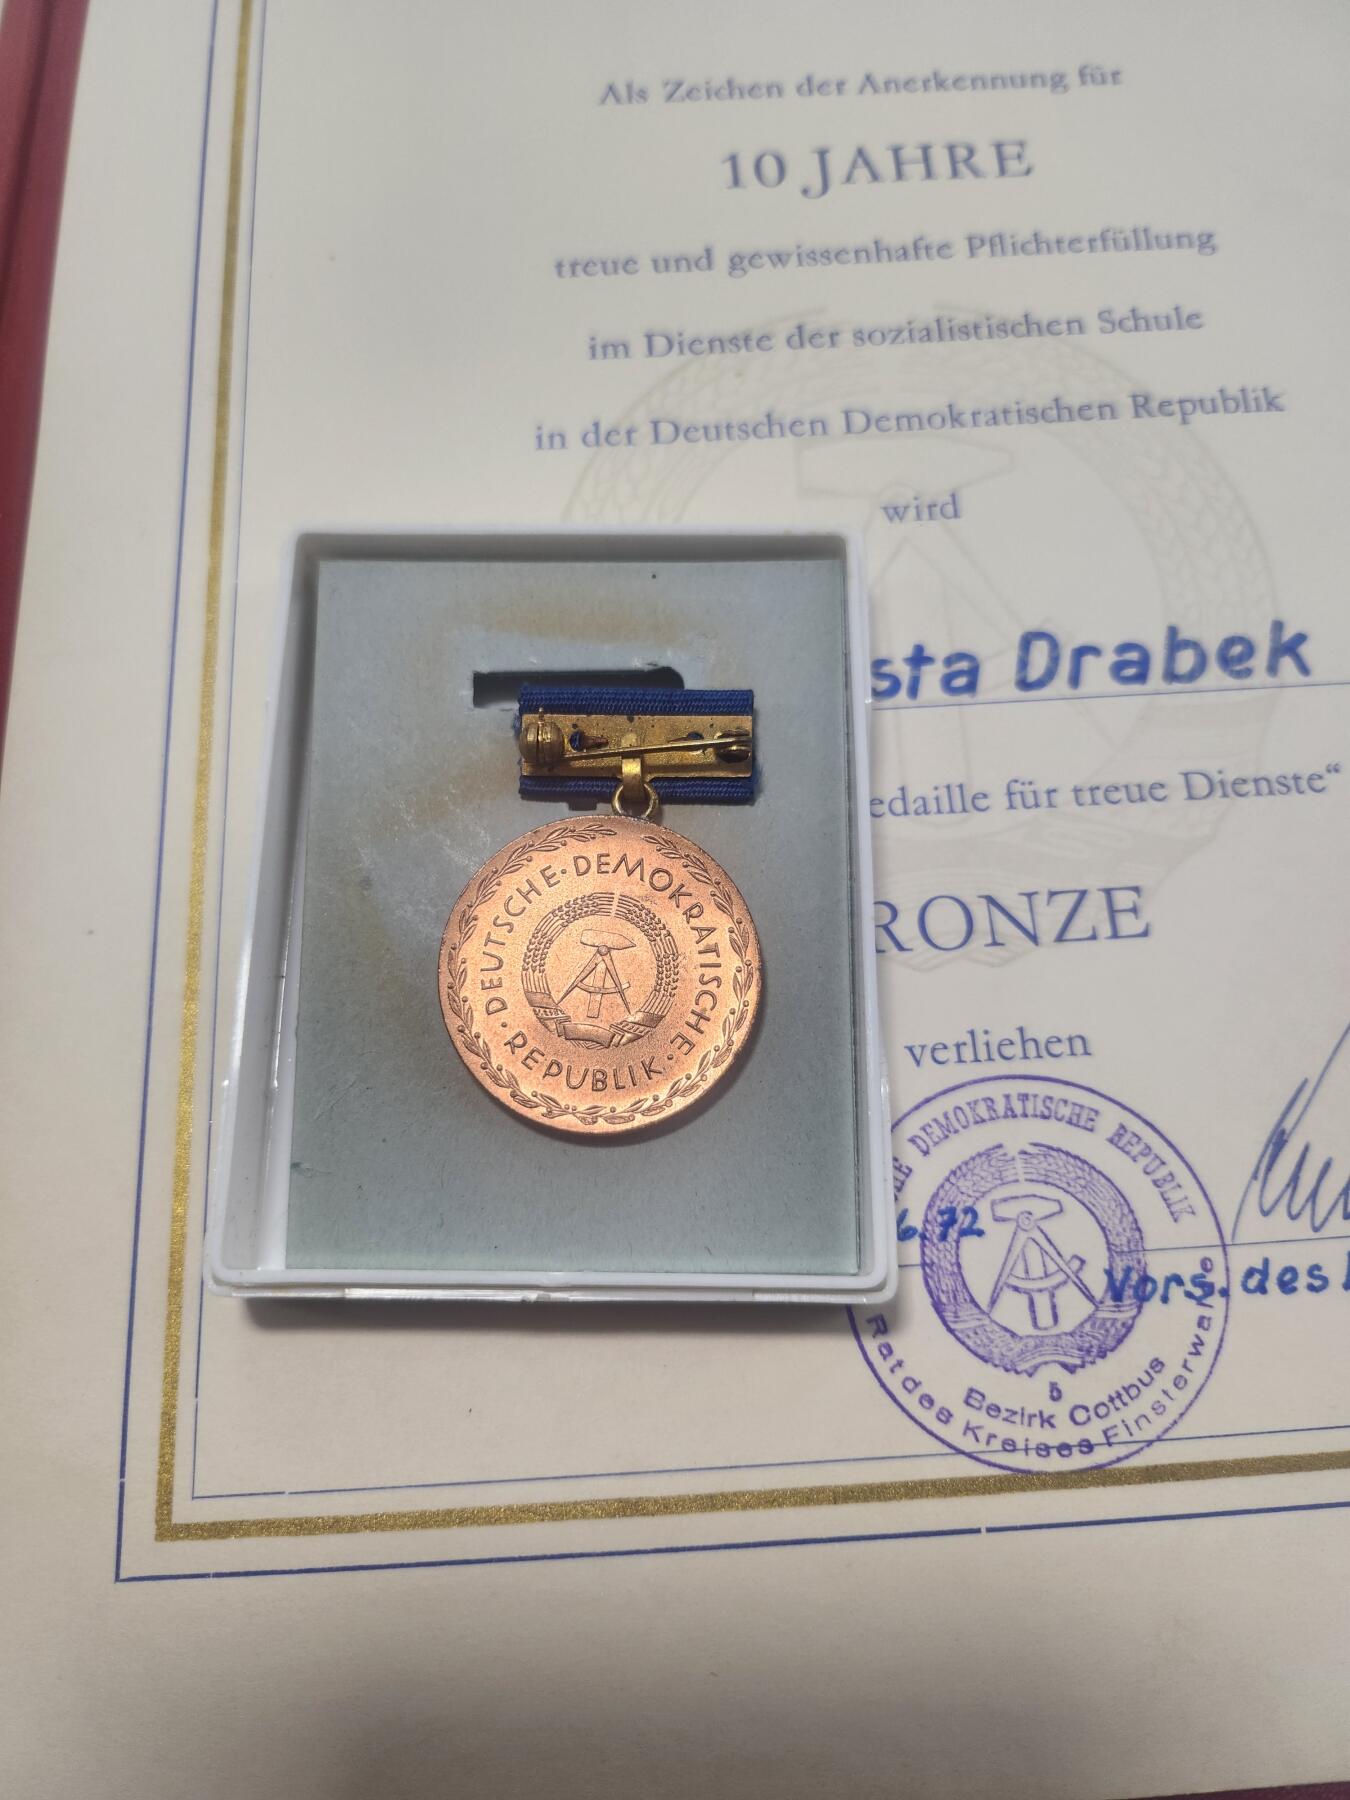 Als Zeichen der Anerkennung für
10 JAHRE
treue und gewissenhafte Pflichterfüllung
im Dienste der sozialistischen Schule
in der Deutschen Demokratischen Republik
wird
sta Drabek
edaille für treue Dienste“
RONZE
verliehen
DEUTSCHE · DEMOKRATISCHE · REPUBLIK ·
HE DEMOKRATISCHE REPUBLIK
6.72
Vors. des
5
Bezirk Cottbus
Rat des Kreises Finsterwalde